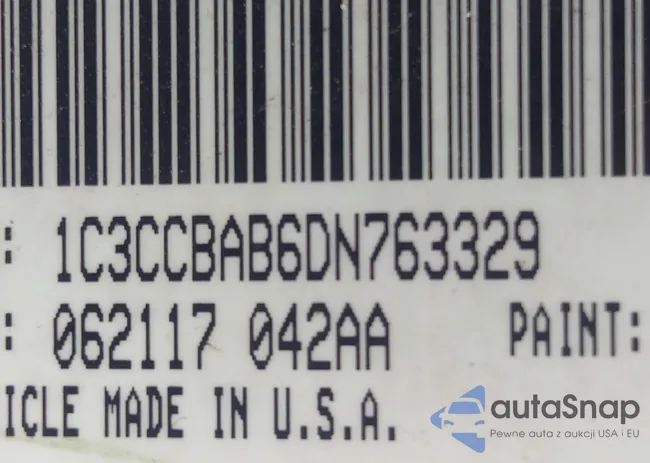 : 1C3CCBAB6DN763329
: 062117 042AA PAINT:
ICLE MADE IN U.S.A.
autaSnap
Pewne auta z aukcji USA i EU